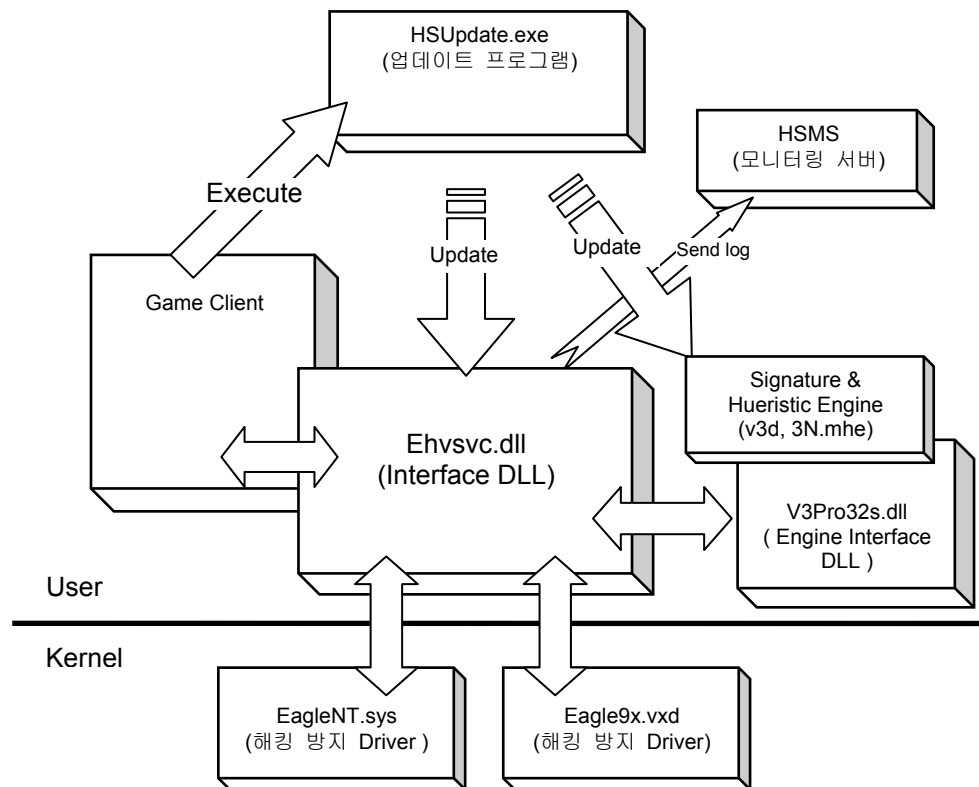 HSUpdate.exe
(업데이트 프로그램)
HSMS
(모니터링 서버)
Execute
Update
Update
Send log
Game Client
Signature &
Hueristic Engine
(v3d, 3N.mhe)
Ehvsvc.dll
(Interface DLL)
V3Pro32s.dll
( Engine Interface
DLL )
User
Kernel
EagleNT.sys
(해킹 방지 Driver )
Eagle9x.vxd
(해킹 방지 Driver)